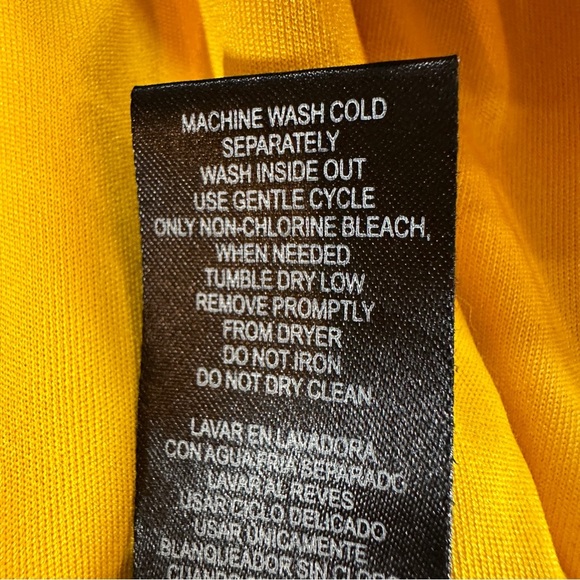 MACHINE WASH COLD
SEPARATELY
WASH INSIDE OUT
USE GENTLE CYCLE
ONLY NON-CHLORINE BLEACH,
WHEN NEEDED
TUMBLE DRY LOW
REMOVE PROMPTLY
FROM DRYER
DO NOT IRON
DO NOT DRY CLEAN.
LAVAR EN LAVADORA
CON AGUA FRIA SEPARADO
LAVAR AL REVES
USAR CICLO DELICADO
USAR ÚNICAMENTE
BLANQUEADOR SIN